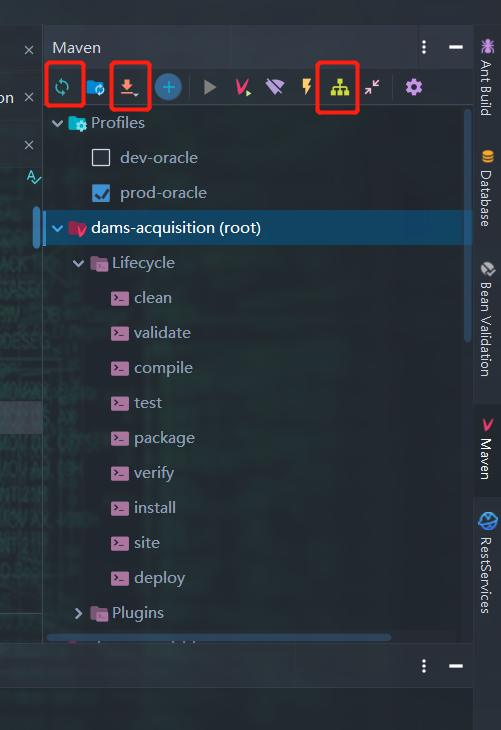 Maven
on
Profiles
dev-oracle
prod-oracle
dams-acquisition (root)
Lifecycle
clean
validate
compile
test
package
verify
install
site
deploy
Plugins
Ant Build
Database
Bean Validation
Maven
RestServices